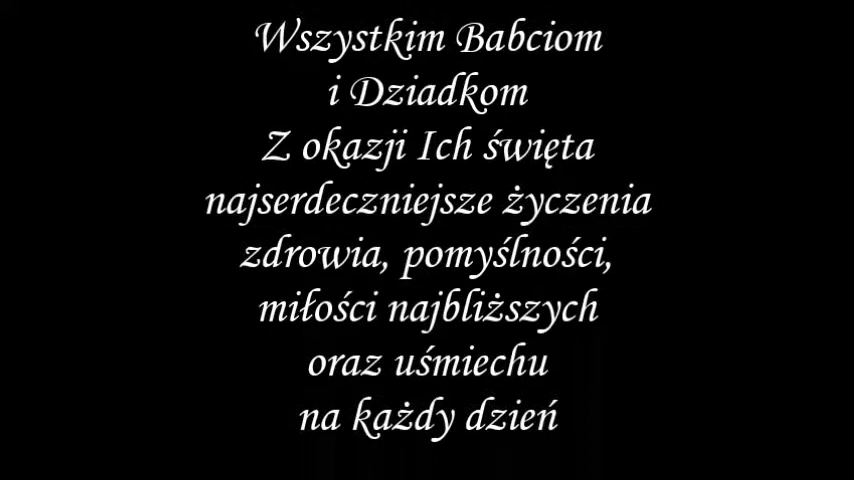 Wszystkim Babciom
i Dziadkom
Z okazji Ich święta
najserdeczniejsze życzenia
zdrowia, pomyślności,
miłości najbliższych
oraz uśmiechu
na każdy dzień